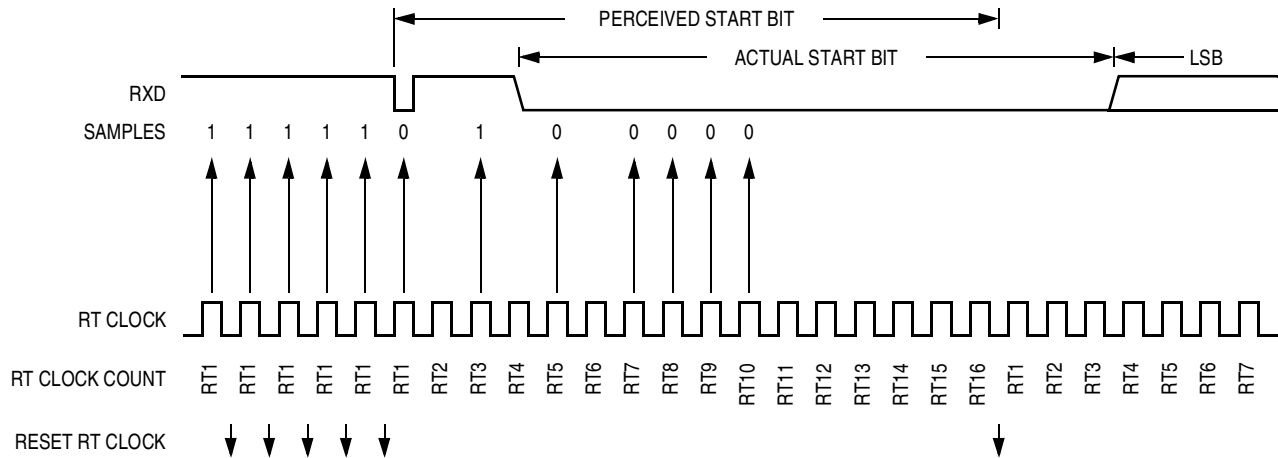 PERCEIVED START BIT
ACTUAL START BIT
LSB
RXD
SAMPLES 1 1 1 1 1 0 1 0 0 0 0 0
RT CLOCK
RT CLOCK COUNT RT1 RT1 RT1 RT1 RT1 RT1 RT2 RT3 RT4 RT5 RT6 RT7 RT8 RT9 RT10 RT11 RT12 RT13 RT14 RT15 RT16 RT1 RT2 RT3 RT4 RT5 RT6 RT7
RESET RT CLOCK